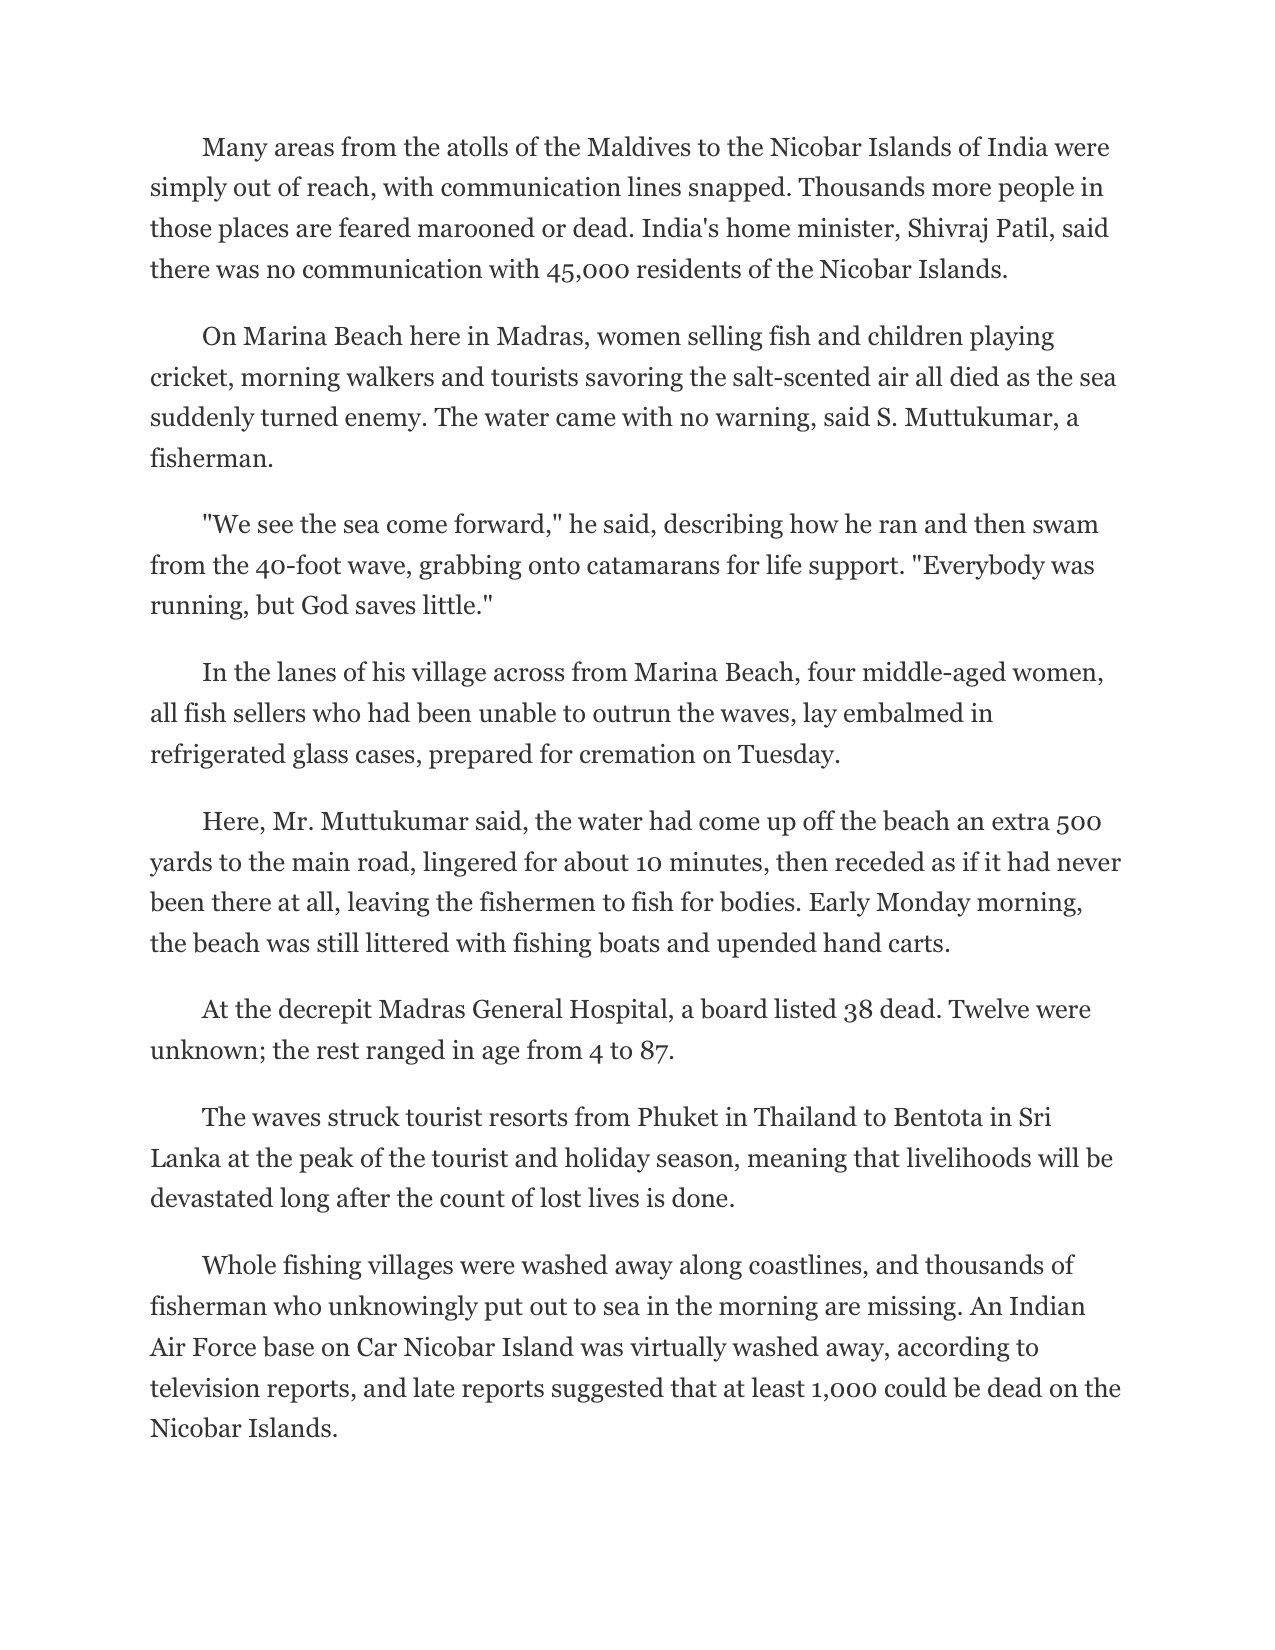 Many areas from the atolls of the Maldives to the Nicobar Islands of India were
simply out of reach, with communication lines snapped. Thousands more people in
those places are feared marooned or dead. India's home minister, Shivraj Patil, said
there was no communication with 45,000 residents of the Nicobar Islands.
On Marina Beach here in Madras, women selling fish and children playing
cricket, morning walkers and tourists savoring the salt-scented air all died as the sea
suddenly turned enemy. The water came with no warning, said S. Muttukumar, a
fisherman.
"We see the sea come forward," he said, describing how he ran and then swam
from the 40-foot wave, grabbing onto catamarans for life support. "Everybody was
running, but God saves little."
In the lanes of his village across from Marina Beach, four middle-aged women,
all fish sellers who had been unable to outrun the waves, lay embalmed in
refrigerated glass cases, prepared for cremation on Tuesday.
Here, Mr. Muttukumar said, the water had come up off the beach an extra 500
yards to the main road, lingered for about 10 minutes, then receded as if it had never
been there at all, leaving the fishermen to fish for bodies. Early Monday morning,
the beach was still littered with fishing boats and upended hand carts.
At the decrepit Madras General Hospital, a board listed 38 dead. Twelve were
unknown; the rest ranged in age from 4 to 87.
The waves struck tourist resorts from Phuket in Thailand to Bentota in Sri
Lanka at the peak of the tourist and holiday season, meaning that livelihoods will be
devastated long after the count of lost lives is done.
Whole fishing villages were washed away along coastlines, and thousands of
fisherman who unknowingly put out to sea in the morning are missing. An Indian
Air Force base on Car Nicobar Island was virtually washed away, according to
television reports, and late reports suggested that at least 1,000 could be dead on the
Nicobar Islands.